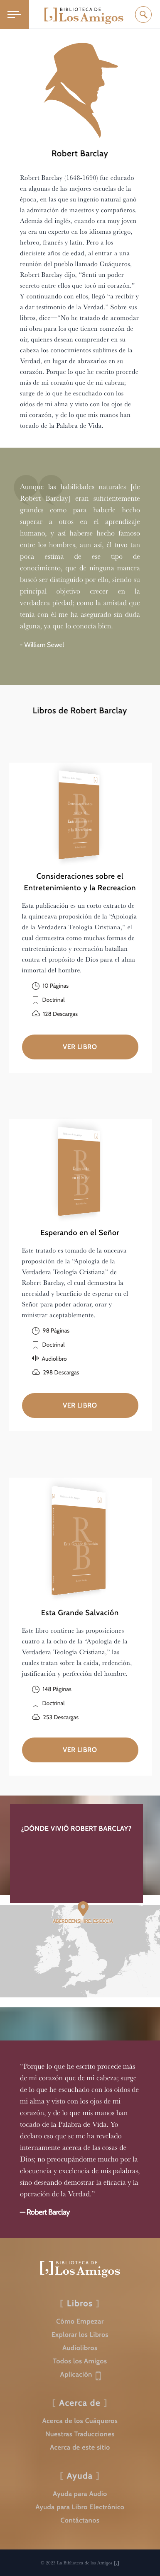 BIBLIOTECA DE
Los Amigos
Robert Barclay
Robert Barclay (1648-1690) fue educado
en algunas de las mejores escuelas de la
época, en las que su ingenio natural ganó
la admiración de maestros y compañeros.
Además del inglés, cuando era muy joven
ya era un experto en los idiomas griego,
hebreo, francés y latín. Pero a los
diecisiete años de edad, al entrar a una
reunión del pueblo llamado Cuáqueros,
Robert Barclay dijo, “Sentí un poder
secreto entre ellos que tocó mi corazón.”
Y continuando con ellos, llegó “a recibir y
a dar testimonio de la Verdad.” Sobre sus
libros, dice—“No he tratado de acomodar
mi obra para los que tienen comezón de
oír, quienes desean comprender en su
cabeza los conocimientos sublimes de la
Verdad, en lugar de abrazarlos en su
corazón. Porque lo que he escrito procede
más de mi corazón que de mi cabeza;
surge de lo que he escuchado con los
oídos de mi alma y visto con los ojos de
mi corazón, y de lo que mis manos han
tocado de la Palabra de Vida.
Aunque las habilidades naturales [de
Robert Barclay] eran suficientemente
grandes como para haberle hecho
superar a otros en el aprendizaje
humano, y así haberse hecho famoso
entre los hombres, aun así, él tuvo tan
poca estima de ese tipo de
conocimiento, que de ninguna manera
buscó ser distinguido por ello, siendo su
principal objetivo crecer en la
verdadera piedad; como la amistad que
tenía con él me ha asegurado sin duda
alguna, ya que lo conocía bien.
- William Sewel
Libros de Robert Barclay
Consideraciones sobre el
Entretenimiento y la Recreacion
Esta publicación es un corto extracto de
la quinceava proposición de la “Apología
de la Verdadera Teología Cristiana,” el
cual demuestra como muchas formas de
entretenimiento y recreación batallan
contra el propósito de Dios para el alma
inmortal del hombre.
10 Páginas
Doctrinal
128 Descargas
VER LIBRO
Esperando en el Señor
Este tratado es tomado de la onceava
proposición de la “Apología de la
Verdadera Teología Cristiana” de
Robert Barclay, el cual demuestra la
necesidad y beneficio de esperar en el
Señor para poder adorar, orar y
ministrar aceptablemente.
98 Páginas
Doctrinal
Audiolibro
298 Descargas
VER LIBRO
Esta Grande Salvación
Este libro contiene las proposiciones
cuatro a la ocho de la “Apología de la
Verdadera Teología Cristiana,” las
cuales tratan sobre la caída, redención,
justificación y perfección del hombre.
148 Páginas
Doctrinal
253 Descargas
VER LIBRO
¿DÓNDE VIVIÓ ROBERT BARCLAY?
“Porque lo que he escrito procede más
de mi corazón que de mi cabeza; surge
de lo que he escuchado con los oídos de
mi alma y visto con los ojos de mi
corazón, y de lo que mis manos han
tocado de la Palabra de Vida. Yo
declaro eso que se me ha revelado
internamente acerca de las cosas de
Dios; no preocupándome mucho por la
elocuencia y excelencia de mis palabras,
sino deseando demostrar la eficacia y la
operación de la Verdad.”
— Robert Barclay
BIBLIOTECA DE
Los Amigos
[ Libros ]
Cómo Empezar
Explorar los Libros
Audiolibros
Todos los Amigos
Aplicación
[ Acerca de ]
Acerca de los Cuáqueros
Nuestras Traducciones
Acerca de este sitio
[ Ayuda ]
Ayuda para Audio
Ayuda para Libro Electrónico
Contáctanos
© 2025 La Biblioteca de los Amigos